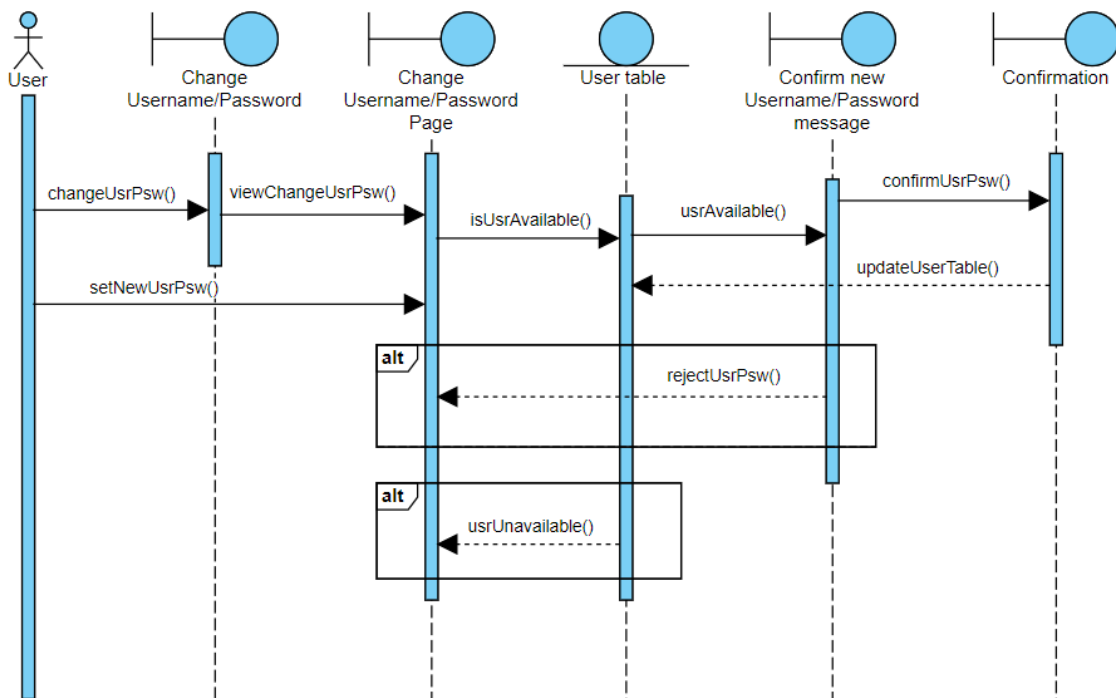 User
Change
Username/Password
Change
Username/Password
Page
User table
Confirm new
Username/Password
message
Confirmation
changeUsrPsw()
viewChangeUsrPsw()
isUsrAvailable()
usrAvailable()
confirmUsrPsw()
updateUserTable()
setNewUsrPsw()
alt
rejectUsrPsw()
alt
usrUnavailable()